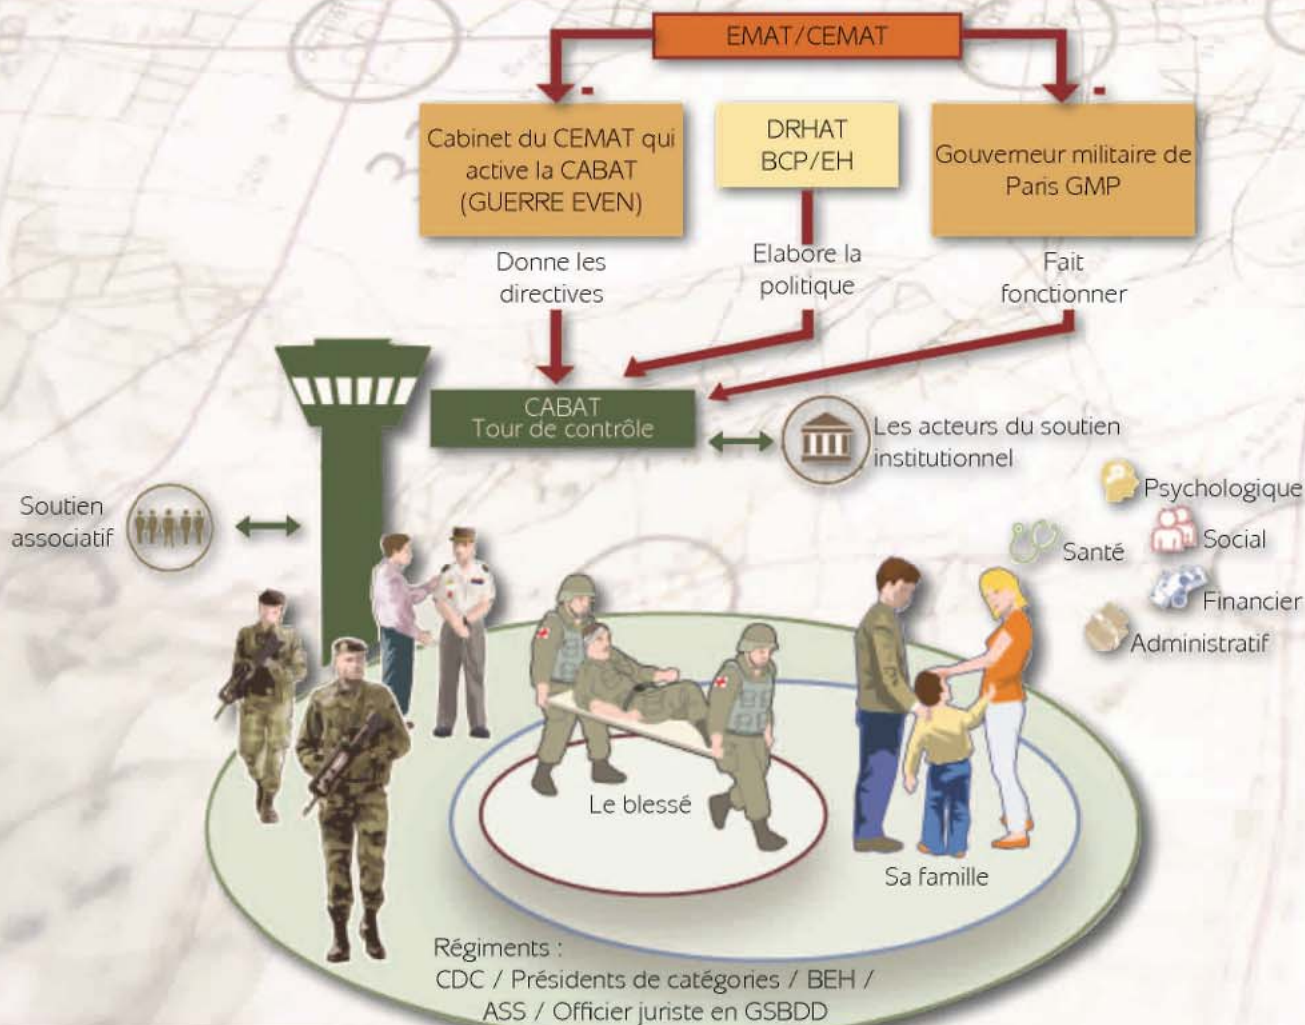 EMAT/CEMAT
Cabinet du CEMAT qui
active la CABAT
(GUERRE EVEN)
DRHAT
BCP/EH
Gouverneur militaire de
Paris GMP
Donne les
directives
Elabore la
politique
Fait
fonctionner
CABAT
Tour de contrôle
Les acteurs du soutien
institutionnel
Soutien
associatif
Psychologique
Santé
Social
Financier
Administratif
Le blessé
Sa famille
Régiments :
CDC / Présidents de catégories / BEH /
ASS / Officier juriste en GSBDD